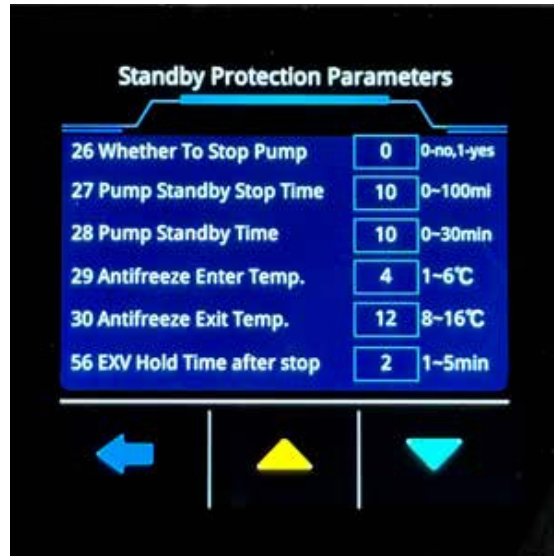 Standby Protection Parameters
26 Whether To Stop Pump 0 0-no,1-yes
27 Pump Standby Stop Time 10 0~100mi
28 Pump Standby Time 10 0~30min
29 Antifreeze Enter Temp. 4 1~6℃
30 Antifreeze Exit Temp. 12 8~16℃
56 EXV Hold Time after stop 2 1~5min